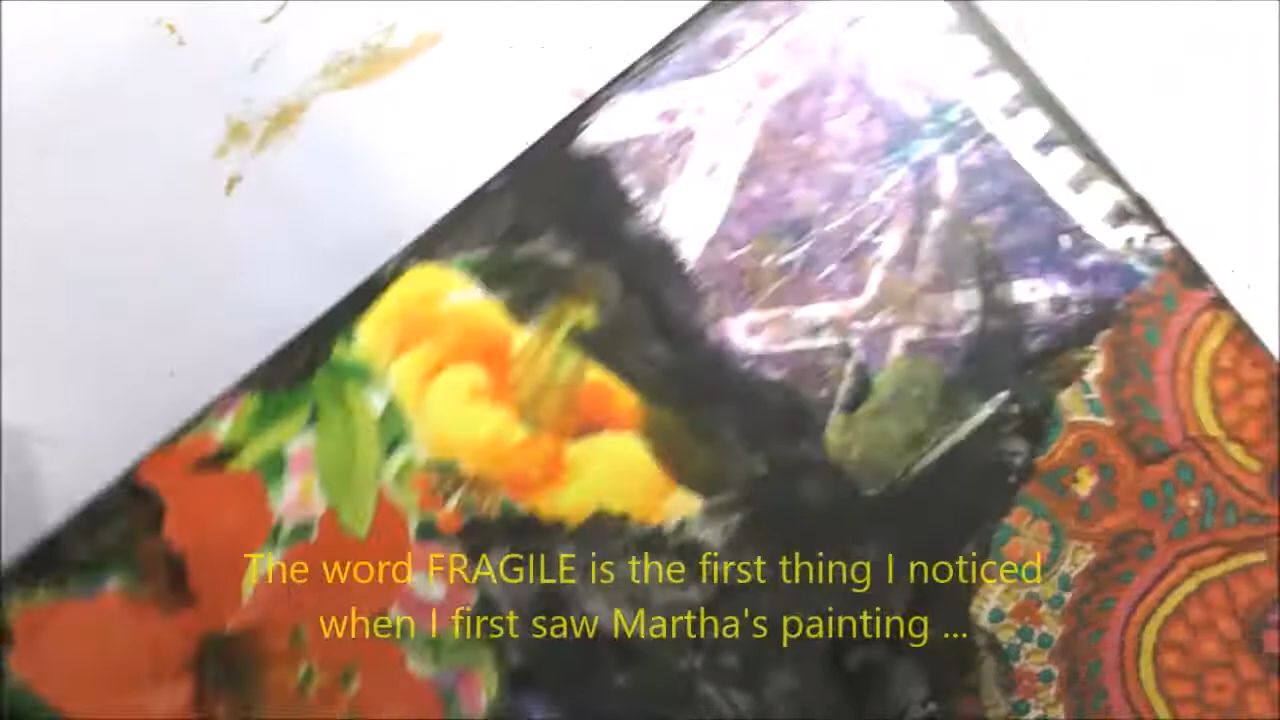 The word FRAGILE is the first thing I noticed
when I first saw Martha's painting ...